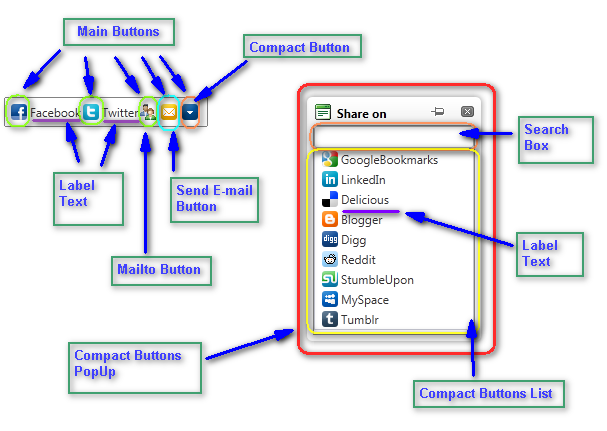 Main Buttons
Compact Button
Facebook Twitter
Label
Text
Send E-mail
Button
Mailto Button
Share on
Search
Box
GoogleBookmarks
LinkedIn
Delicious
Blogger
digg Digg
Reddit
StumbleUpon
MySpace
Tumblr
Label
Text
Compact Buttons
PopUp
Compact Buttons List